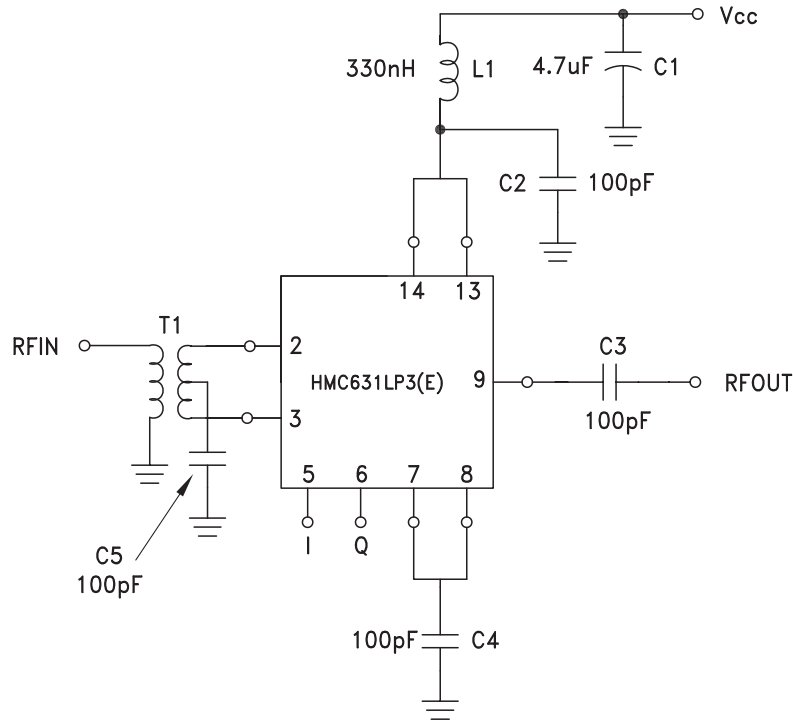 Vcc
330nH
L1
4.7uF
C1
C2
100pF
14
13
T1
RFIN
2
HMC631LP3(E)
9
C3
RFOUT
100pF
3
5
6
7
8
I
Q
C5
100pF
100pF
C4